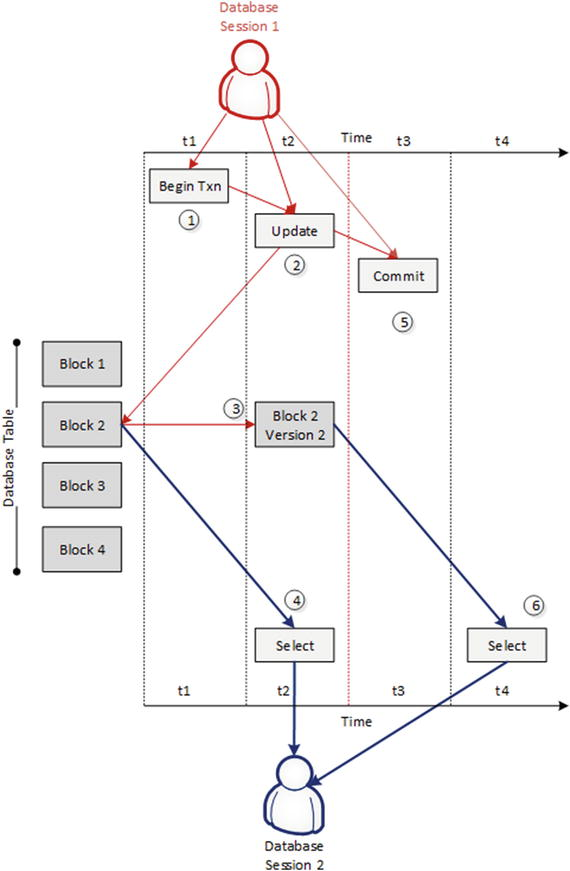 Database
Session 1
t1
t2
Time
t3
t4
Begin Txn
1
Update
2
Commit
5
Database Table
Block 1
Block 2
3
Block 2
Version 2
Block 3
Block 4
4
6
Select
Select
t1
t2
t3
t4
Time
Database
Session 2